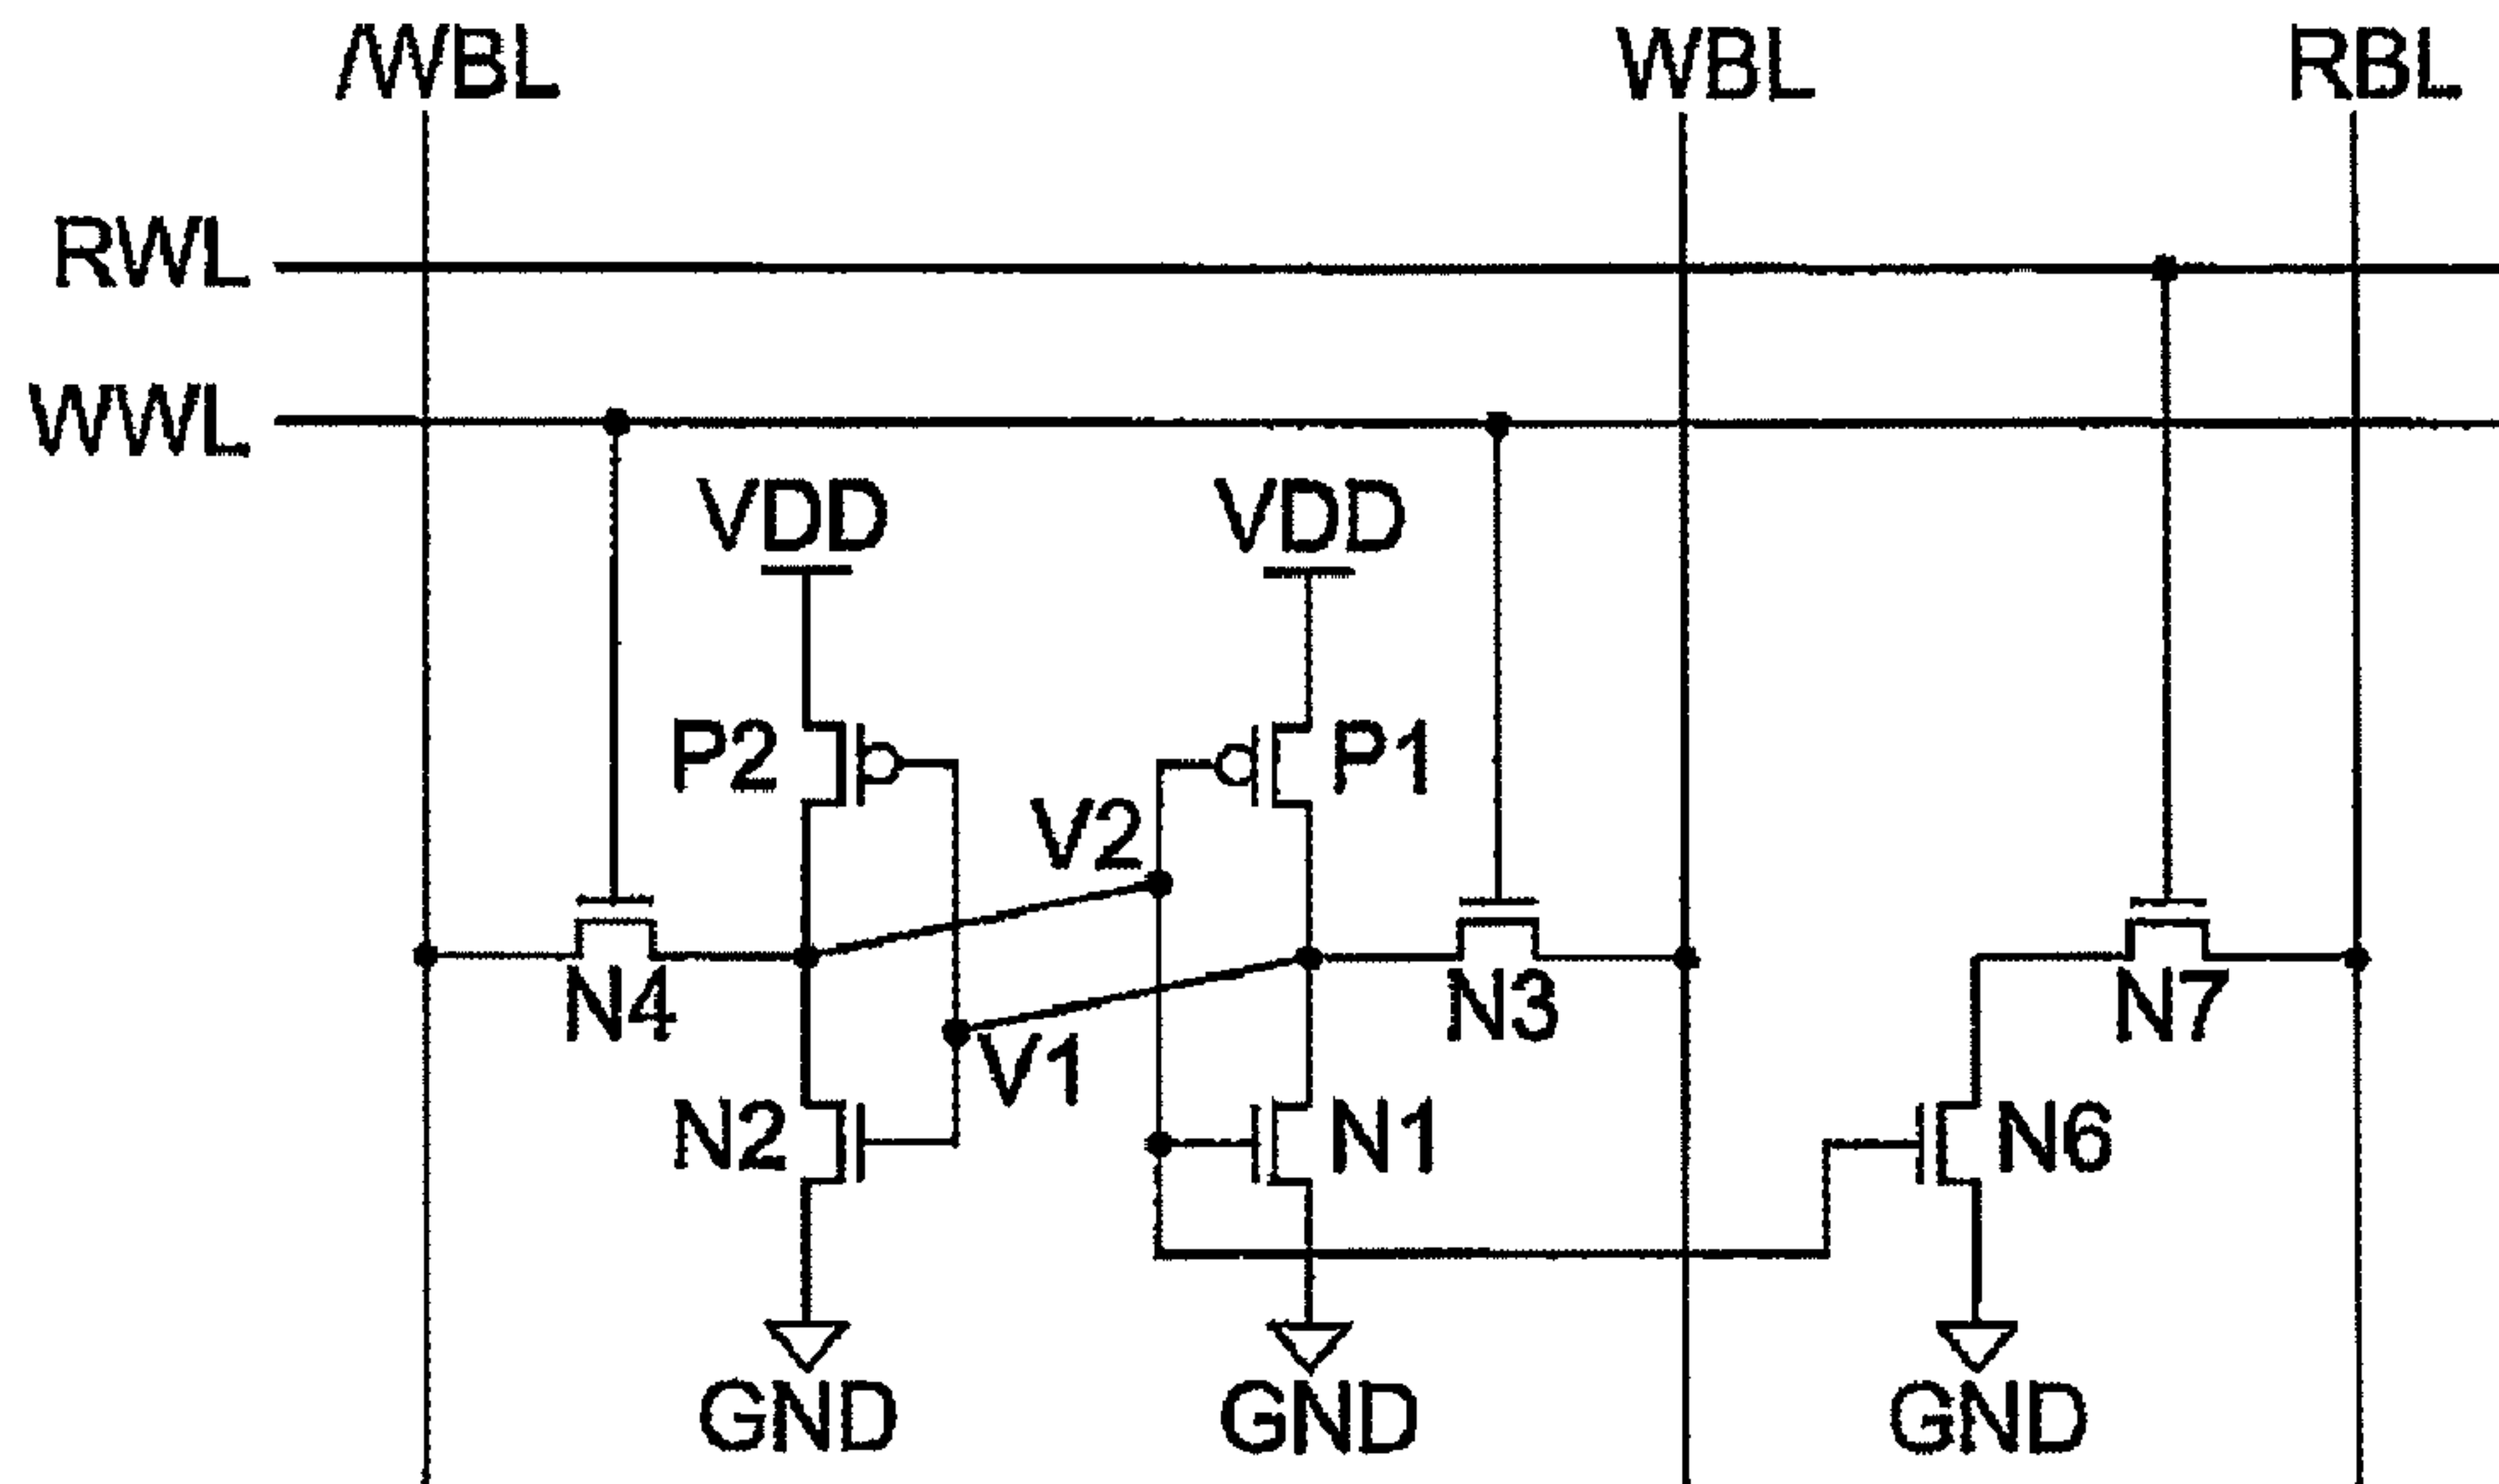 /WBL WBL RBL
RWL
WWL
VDD VDD
P2 P1
V2
N4 N3 N7
V1
N2 N1 N6
GND GND GND